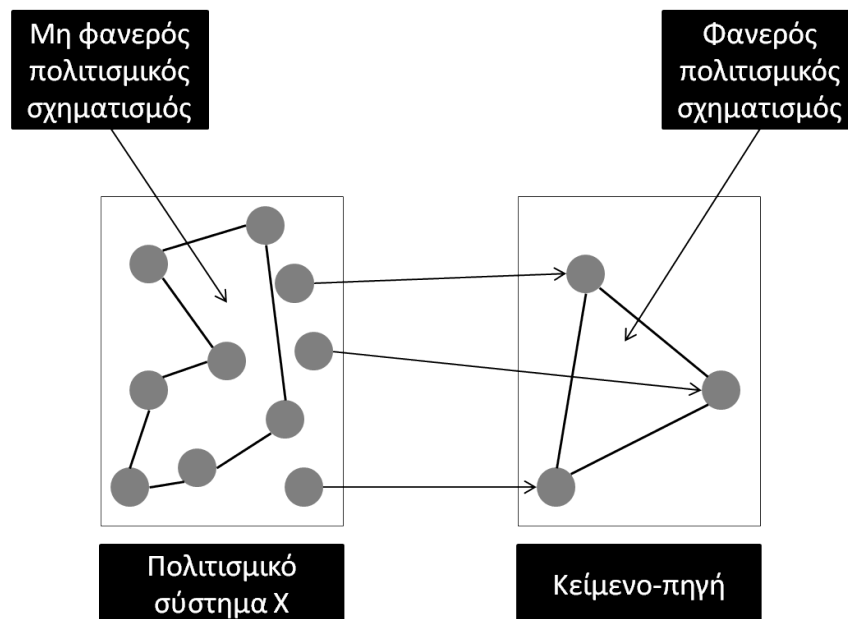 Μη φανερός
πολιτισμικός
σχηματισμός
Φανερός
πολιτισμικός
σχηματισμός
Πολιτισμικό
σύστημα Χ
Κείμενο-πηγή